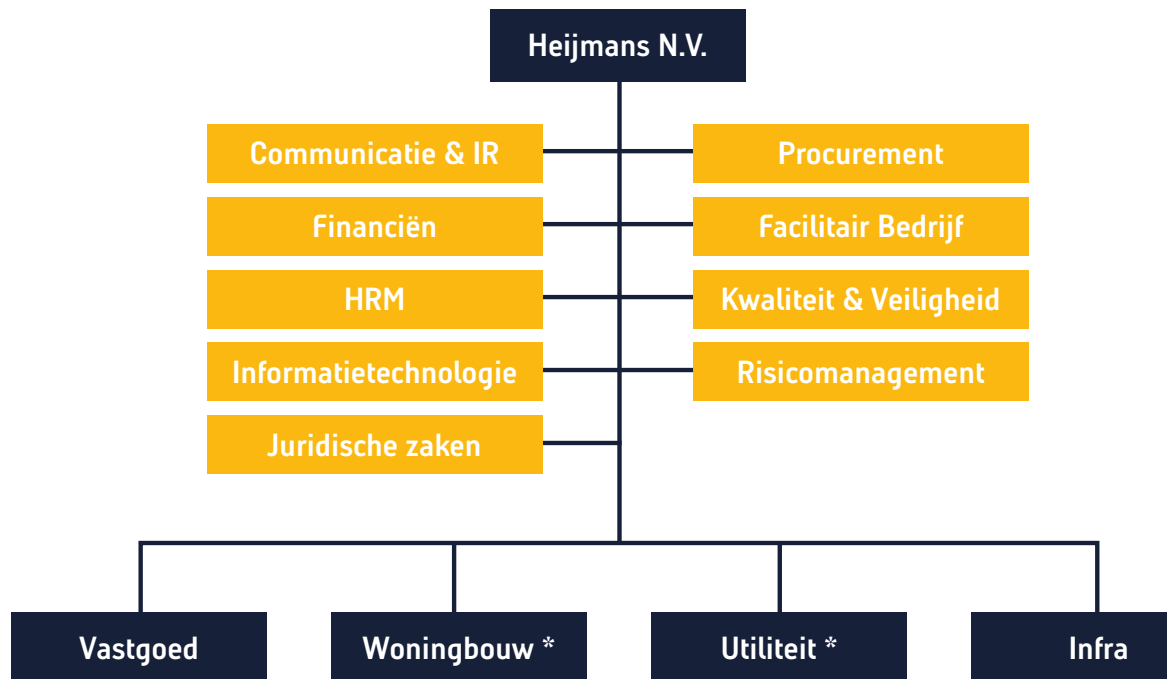 Heijmans N.V.
Communicatie & IR
Procurement
Financiën
Facilitair Bedrijf
HRM
Kwaliteit & Veiligheid
Informatietechnologie
Risicomanagement
Juridische zaken
Vastgoed
Woningbouw *
Utiliteit *
Infra